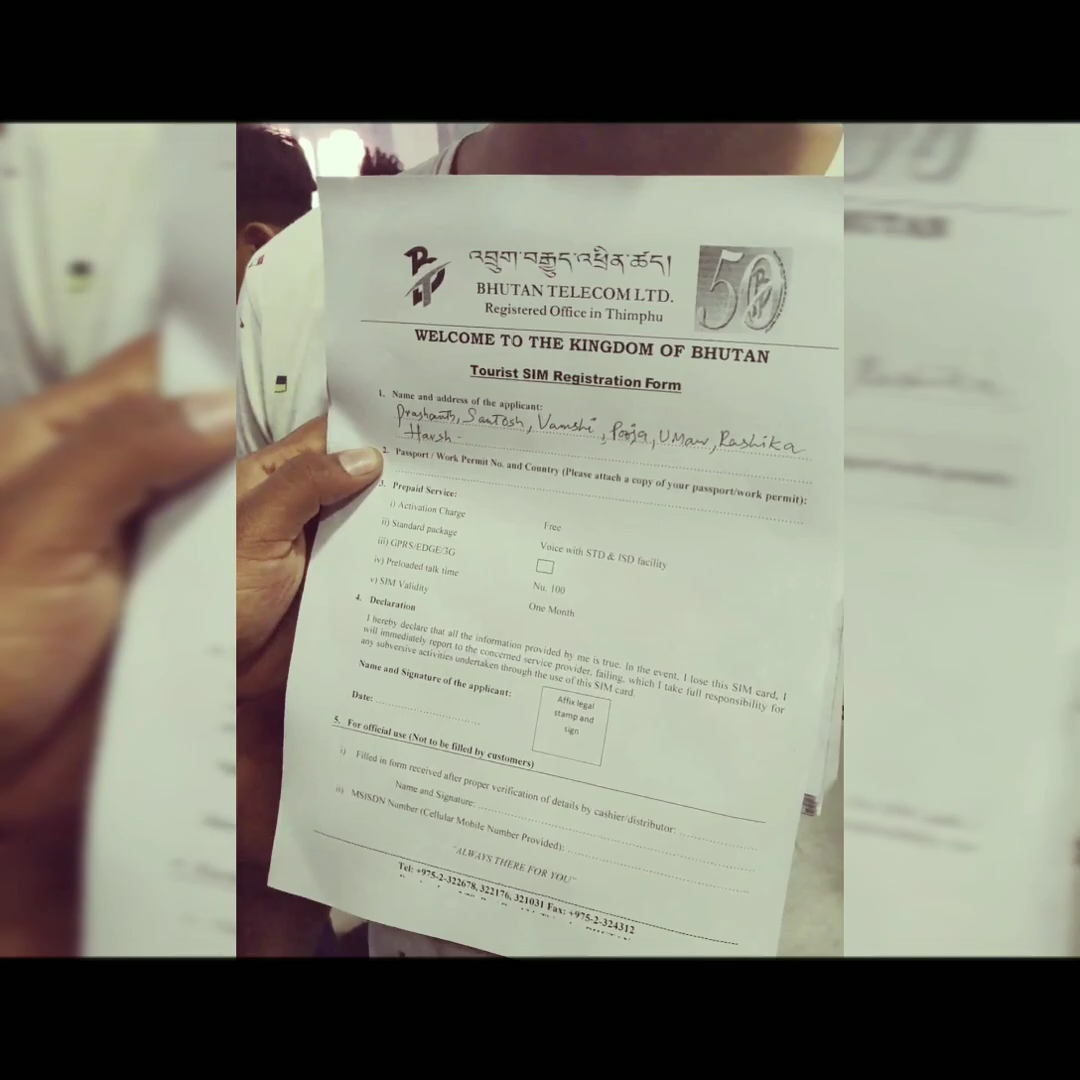 འབྲུག་བརྒྱུད་འཕྲིན་ཚད།
BHUTAN TELECOM LTD.
Registered Office in Thimphu
50
WELCOME TO THE KINGDOM OF BHUTAN
Tourist SIM Registration Form
1. Name and address of the applicant:
Prashanth, Santosh, Vamshi, Pooja, Umar, Rashika
Harsh
2. Passport / Work Permit No. and Country (Please attach a copy of your passport/work permit):
3. Prepaid Service:
i) Activation Charge Free
ii) Standard package Voice with STD & ISD facility
iii) GPRS/EDGE/3G
iv) Preloaded talk time Nu. 100
v) SIM Validity One Month
4. Declaration
I hereby declare that all the information provided by me is true. In the event, I lose this SIM card, I
will immediately report to the concerned service provider, failing, which I take full responsibility for
any subversive activities undertaken through the use of this SIM card.
Name and Signature of the applicant:
Affix legal
stamp and
sign
Date:
5. For official use (Not to be filled by customers)
i) Filled in form received after proper verification of details by cashier/distributor:
Name and Signature:
ii) MSISDN Number (Cellular Mobile Number Provided):
"ALWAYS THERE FOR YOU"
Tel: +975-2-322678, 322176, 321031 Fax: +975-2-324312